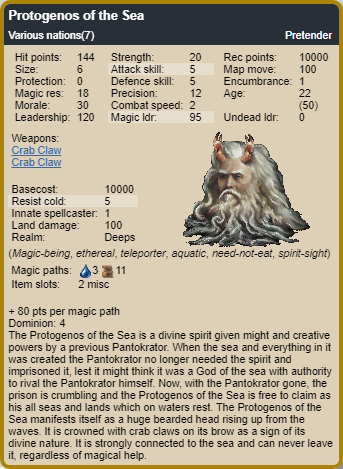 Protogenos of the Sea
Various nations(7) Pretender
Hit points: 144 Strength: 20 Rec points: 10000
Size: 6 Attack skill: 5 Map move: 100
Protection: 0 Defence skill: 5 Encumbrance: 1
Magic res: 18 Precision: 12 Age: 22
Morale: 30 Combat speed: 2 (50)
Leadership: 120 Magic ldr: 95 Undead ldr: 0
Weapons:
Crab Claw
Crab Claw
Basecost: 10000
Resist cold: 5
Innate spellcaster: 1
Land damage: 100
Realm: Deeps
(Magic-being, ethereal, teleporter, aquatic, need-not-eat, spirit-sight)
Magic paths: 3 11
Item slots: 2 misc
+ 80 pts per magic path
Dominion: 4
The Protogenos of the Sea is a divine spirit given might and creative
powers by a previous Pantokrator. When the sea and everything in it
was created the Pantokrator no longer needed the spirit and
imprisoned it, lest it might think it was a God of the sea with authority
to rival the Pantokrator himself. Now, with the Pantokrator gone, the
prison is crumbling and the Protogenos of the Sea is free to claim as
his all seas and lands which on waters rest. The Protogenos of the
Sea manifests itself as a huge bearded head rising up from the
waves. It is crowned with crab claws on its brow as a sign of its
divine nature. It is strongly connected to the sea and can never leave
it, regardless of magical help.